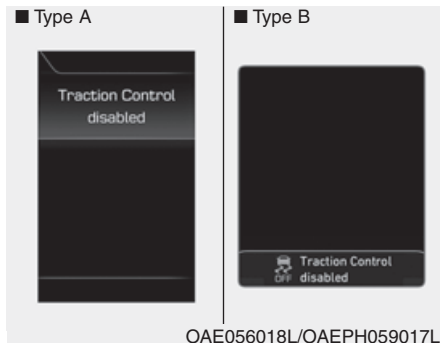 ■ Type A
■ Type B
Traction Control
disabled
Traction Control
OFF disabled
OAE056018L/OAEPH059017L